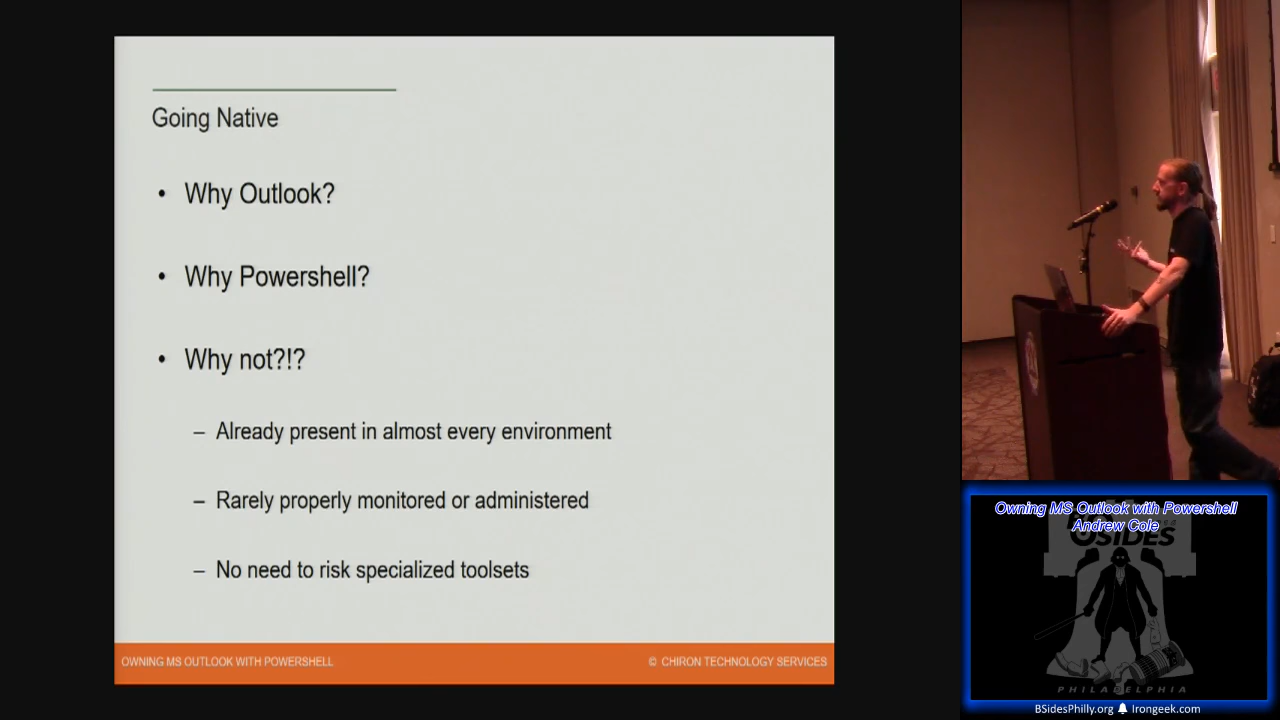 Going Native
• Why Outlook?
• Why Powershell?
• Why not?!?
– Already present in almost every environment
– Rarely properly monitored or administered
– No need to risk specialized toolsets
OWNING MS OUTLOOK WITH POWERSHELL
© CHIRON TECHNOLOGY SERVICES
Owning MS Outlook with Powershell
Andrew Cole
BSIDES
PHILADELPHIA
BSidesPhilly.org Irongeek.com